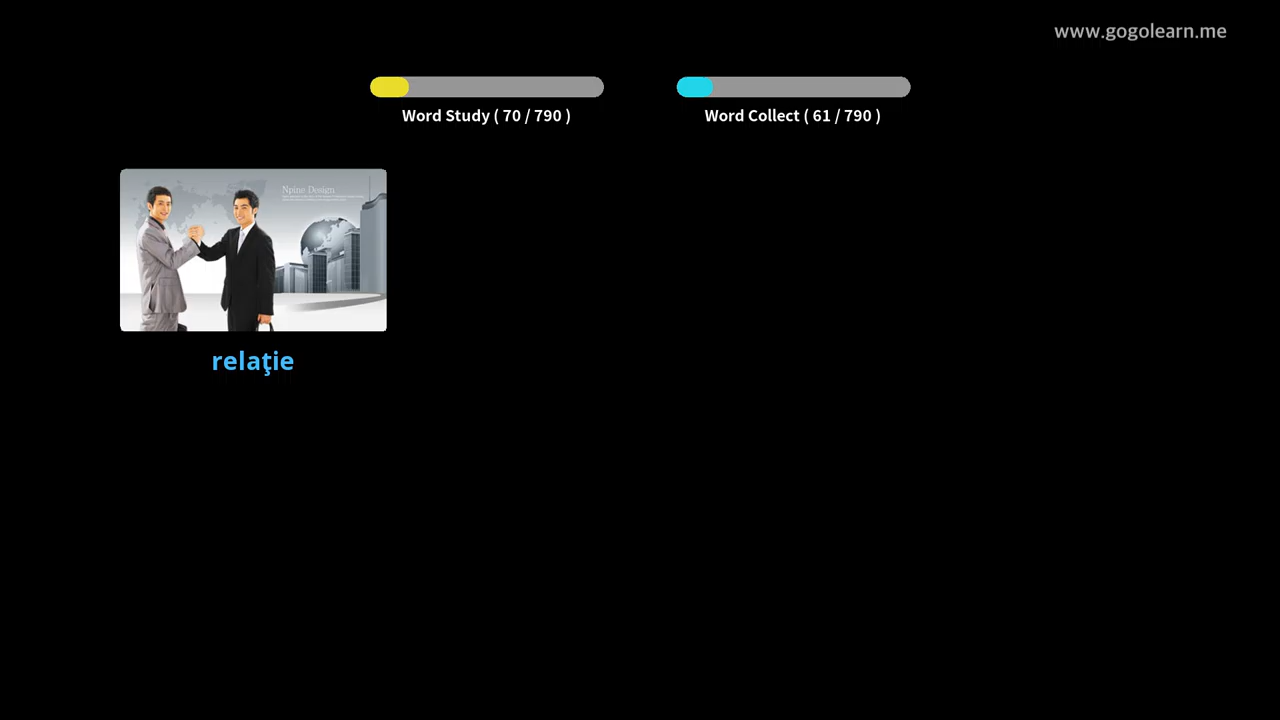 www.gogolearn.me
Word Study ( 70 / 790 )
Word Collect ( 61 / 790 )
Npine Design
relaţie